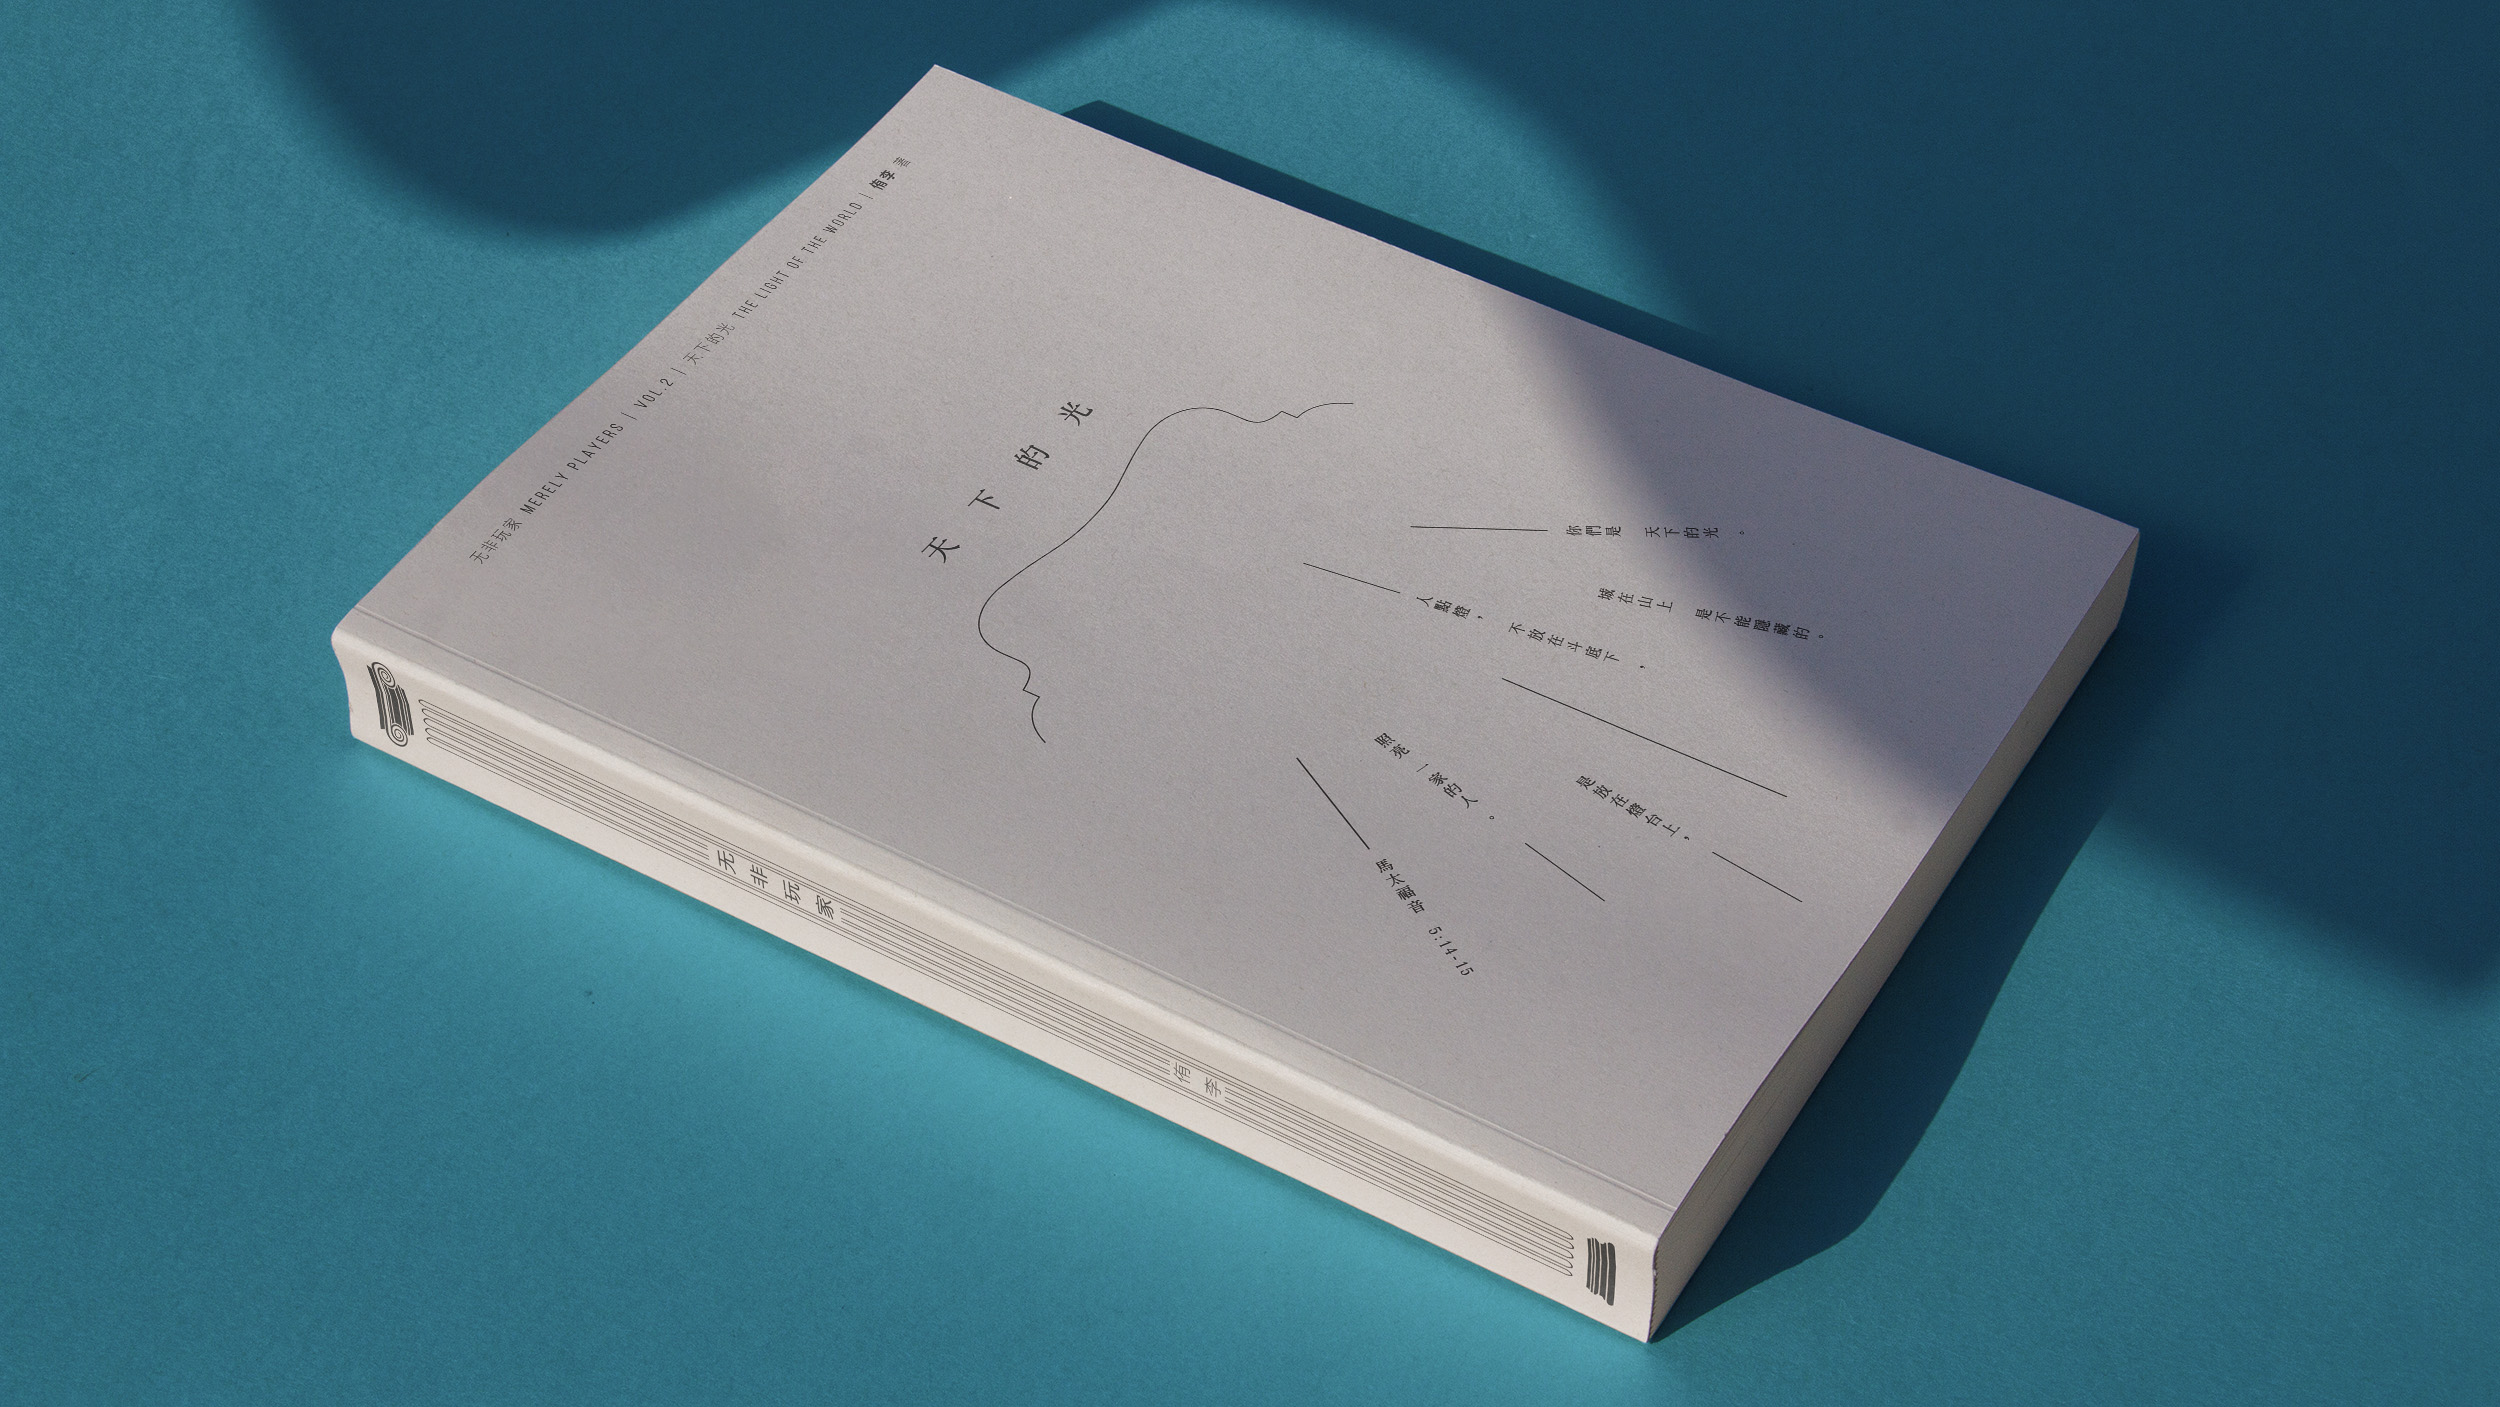 无非玩家 MERELY PLAYERS | VOL.2 | 天下的光 THE LIGHT OF THE WORLD | 侑李 著
天下的光
你們是 天下的光。
城在山上 是不能隱藏的。
人點燈， 不放在斗底下，
是放在燈台上，
照亮 一家的人。
馬太福音 5:14-15
无非玩家
侑李